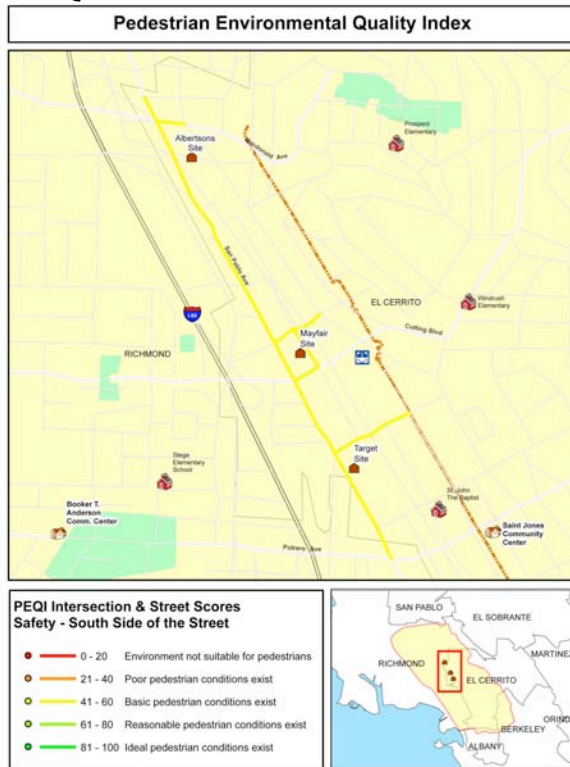 Pedestrian Environmental Quality Index
Prospect
Elementary
Albertsons
Site
Macdonald Ave
San Pablo Ave
EL CERRITO
Windrush
Elementary
I-80
Cutting Blvd
Mayfair
Site
RICHMOND
Target
Site
Stege
Elementary
School
St. John
The Baptist
Booker T.
Anderson
Comm. Center
Saint Jones
Community
Center
Potrero Ave
PEQI Intersection & Street Scores
Safety - South Side of the Street
0 - 20 Environment not suitable for pedestrians
21 - 40 Poor pedestrian conditions exist
41 - 60 Basic pedestrian conditions exist
61 - 80 Reasonable pedestrian conditions exist
81 - 100 Ideal pedestrian conditions exist
SAN PABLO
EL SOBRANTE
MARTINEZ
RICHMOND
EL CERRITO
ORIND
BERKELEY
ALBANY